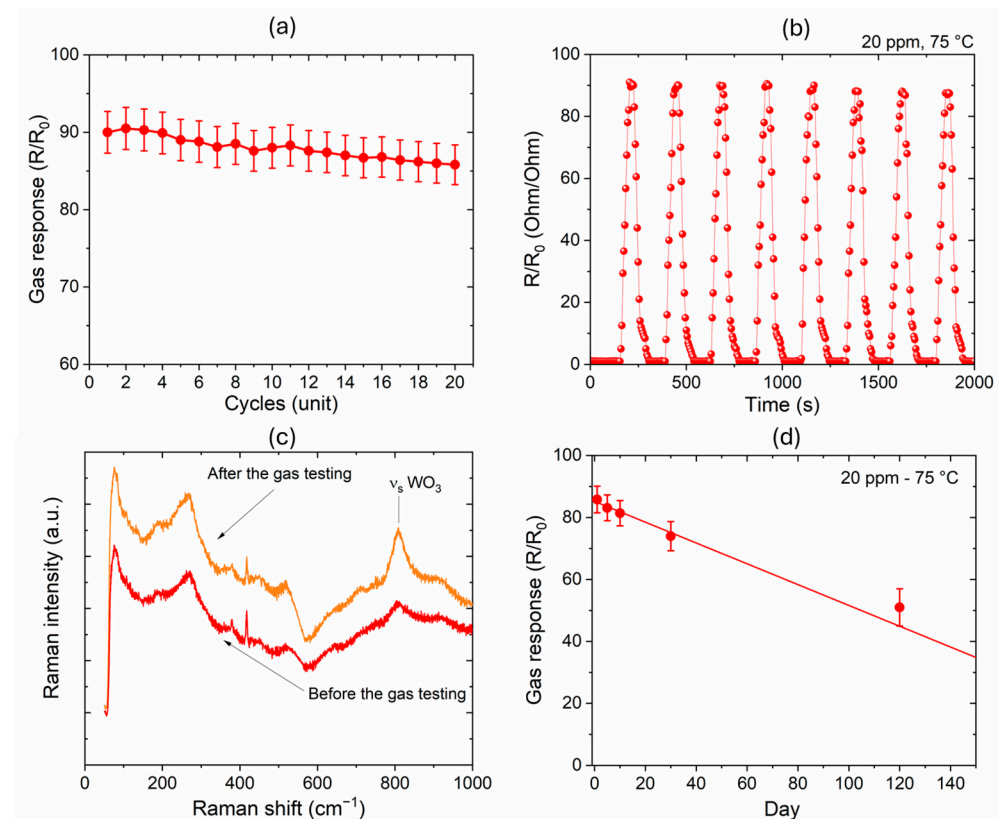 (a)
100
90
80
70
60
Gas response (R/R₀)
0 2 4 6 8 10 12 14 16 18 20
Cycles (unit)
(b)
20 ppm, 75 °C
100
80
60
40
20
0
R/R₀ (Ohm/Ohm)
0 500 1000 1500 2000
Time (s)
(c)
After the gas testing
νₛ WO₃
Before the gas testing
Raman intensity (a.u.)
0 200 400 600 800 1000
Raman shift (cm⁻¹)
(d)
20 ppm - 75 °C
100
80
60
40
20
0
Gas response (R/R₀)
0 20 40 60 80 100 120 140
Day